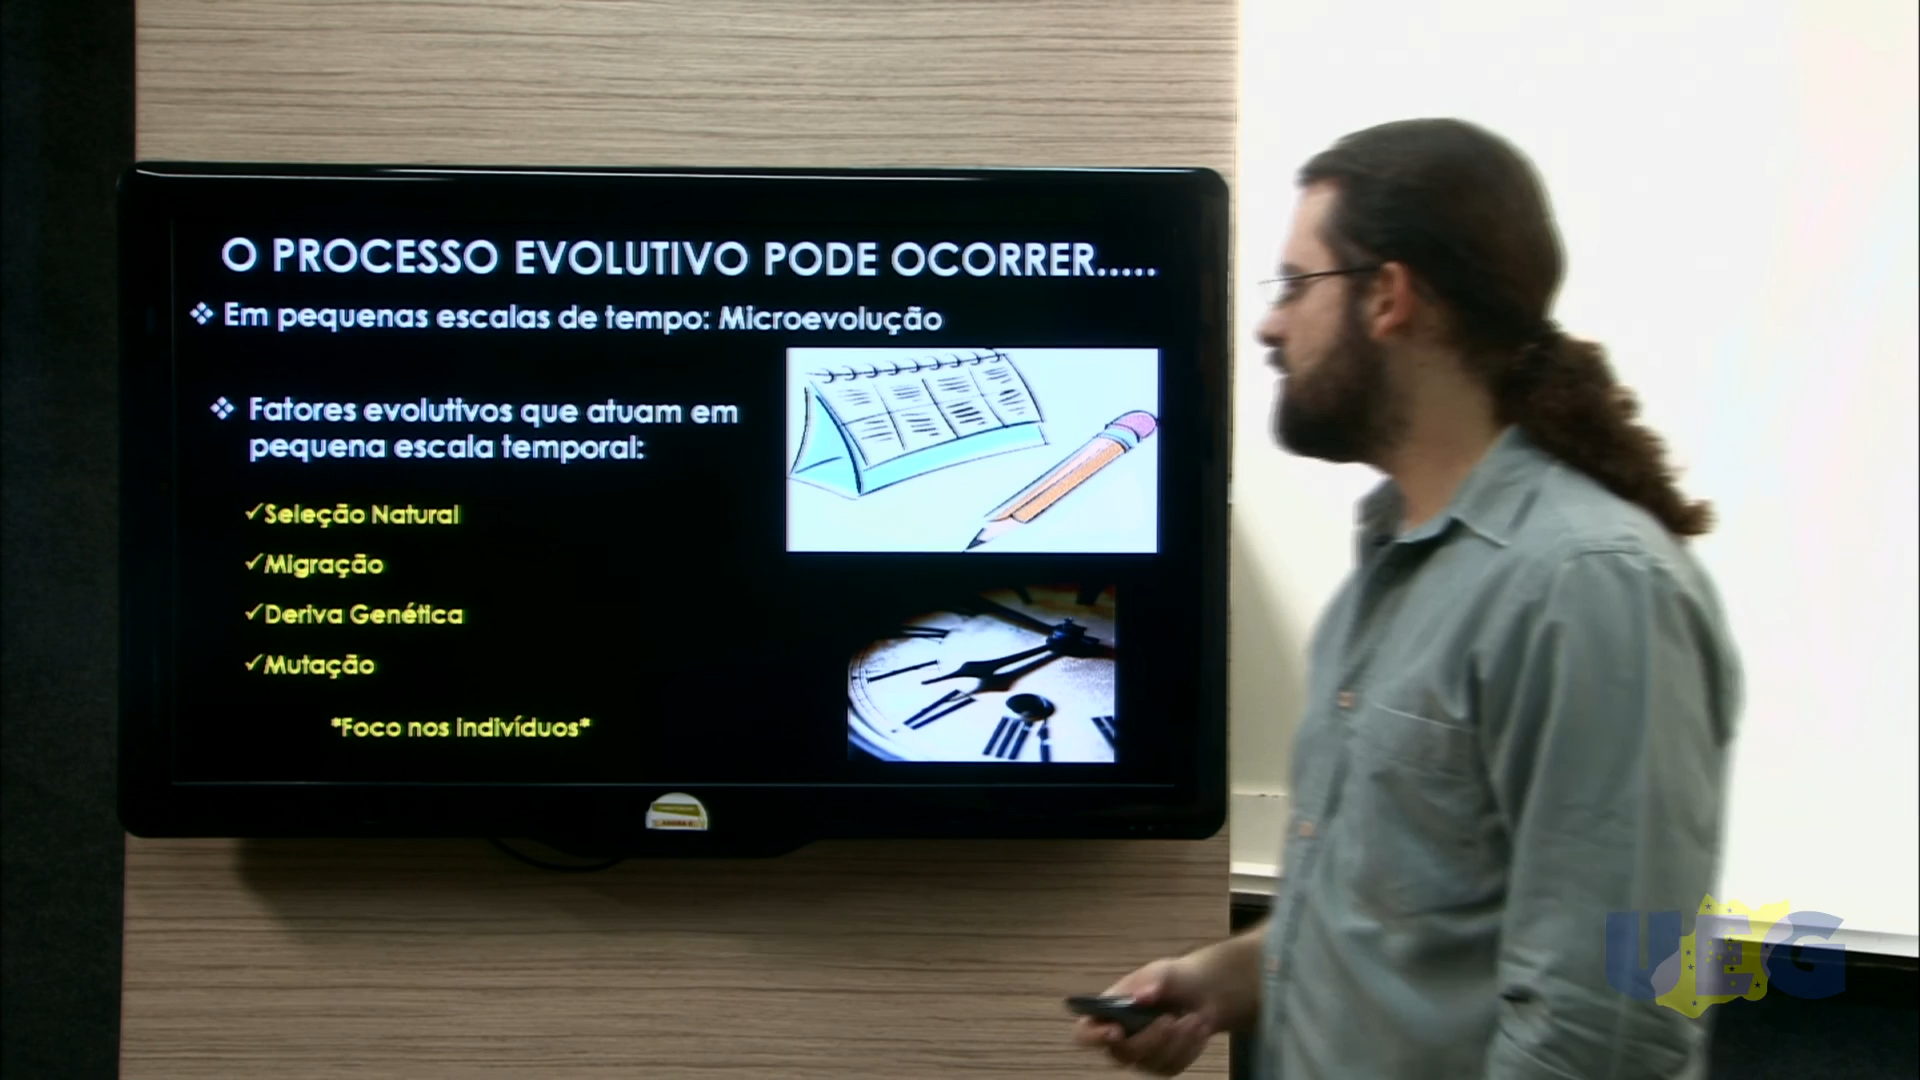 O PROCESSO EVOLUTIVO PODE OCORRER.....
❖ Em pequenas escalas de tempo: Microevolução
❖ Fatores evolutivos que atuam em
pequena escala temporal:
✓Seleção Natural
✓Migração
✓Deriva Genética
✓Mutação
*Foco nos indivíduos*
UEG